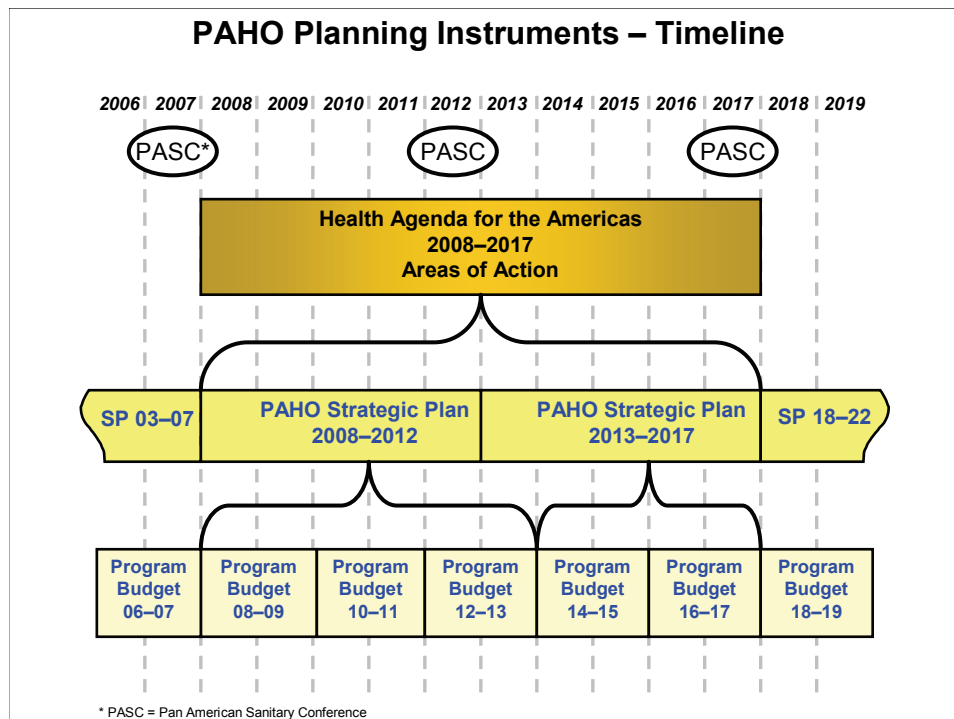 PAHO Planning Instruments – Timeline
2006 2007 2008 2009 2010 2011 2012 2013 2014 2015 2016 2017 2018 2019
PASC* PASC PASC
Health Agenda for the Americas
2008–2017
Areas of Action
SP 03–07
PAHO Strategic Plan
2008–2012
PAHO Strategic Plan
2013–2017
SP 18–22
Program
Budget
06–07
Program
Budget
08–09
Program
Budget
10–11
Program
Budget
12–13
Program
Budget
14–15
Program
Budget
16–17
Program
Budget
18–19
* PASC = Pan American Sanitary Conference